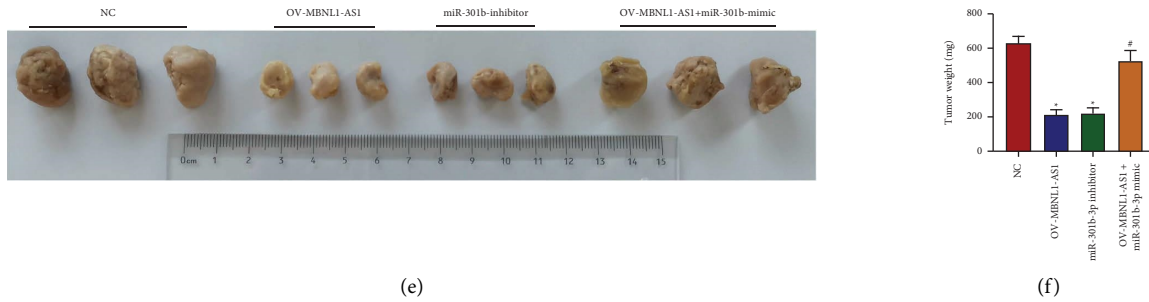 NC OV-MBNL1-AS1 miR-301b-inhibitor OV-MBNL1-AS1+miR-301b-mimic
0cm 1 2 3 4 5 6 7 8 9 10 11 12 13 14 15
(e)
Tumor weight (mg)
800
600
400
200
0
*
*
#
NC
OV-MBNL1-AS1
miR-301b-3p inhibitor
OV-MBNL1-AS1 +
miR-301b-3p mimic
(f)